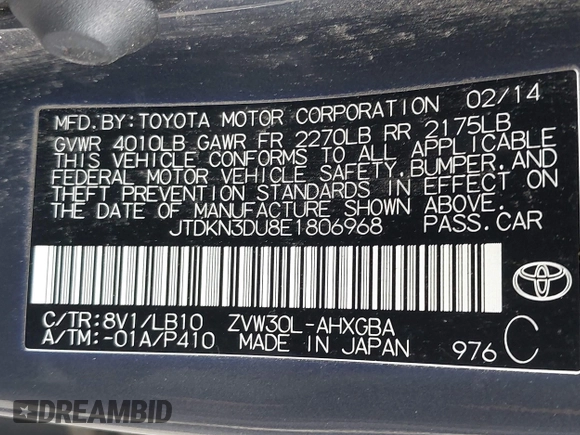 MFD.BY:TOYOTA MOTOR CORPORATION 02/14
GVWR 4010LB GAWR FR 2270LB RR 2175LB
THIS VEHICLE CONFORMS TO ALL APPLICABLE
FEDERAL MOTOR VEHICLE SAFETY,BUMPER,AND
THEFT PREVENTION STANDARDS IN EFFECT ON
THE DATE OF MANUFACTURE SHOWN ABOVE.
JTDKN3DU8E1806968 PASS.CAR
C/TR:8V1/LB10 ZVW30L-AHXGBA
A/TM:-01A/P410 MADE IN JAPAN 976 C
DREAMBID